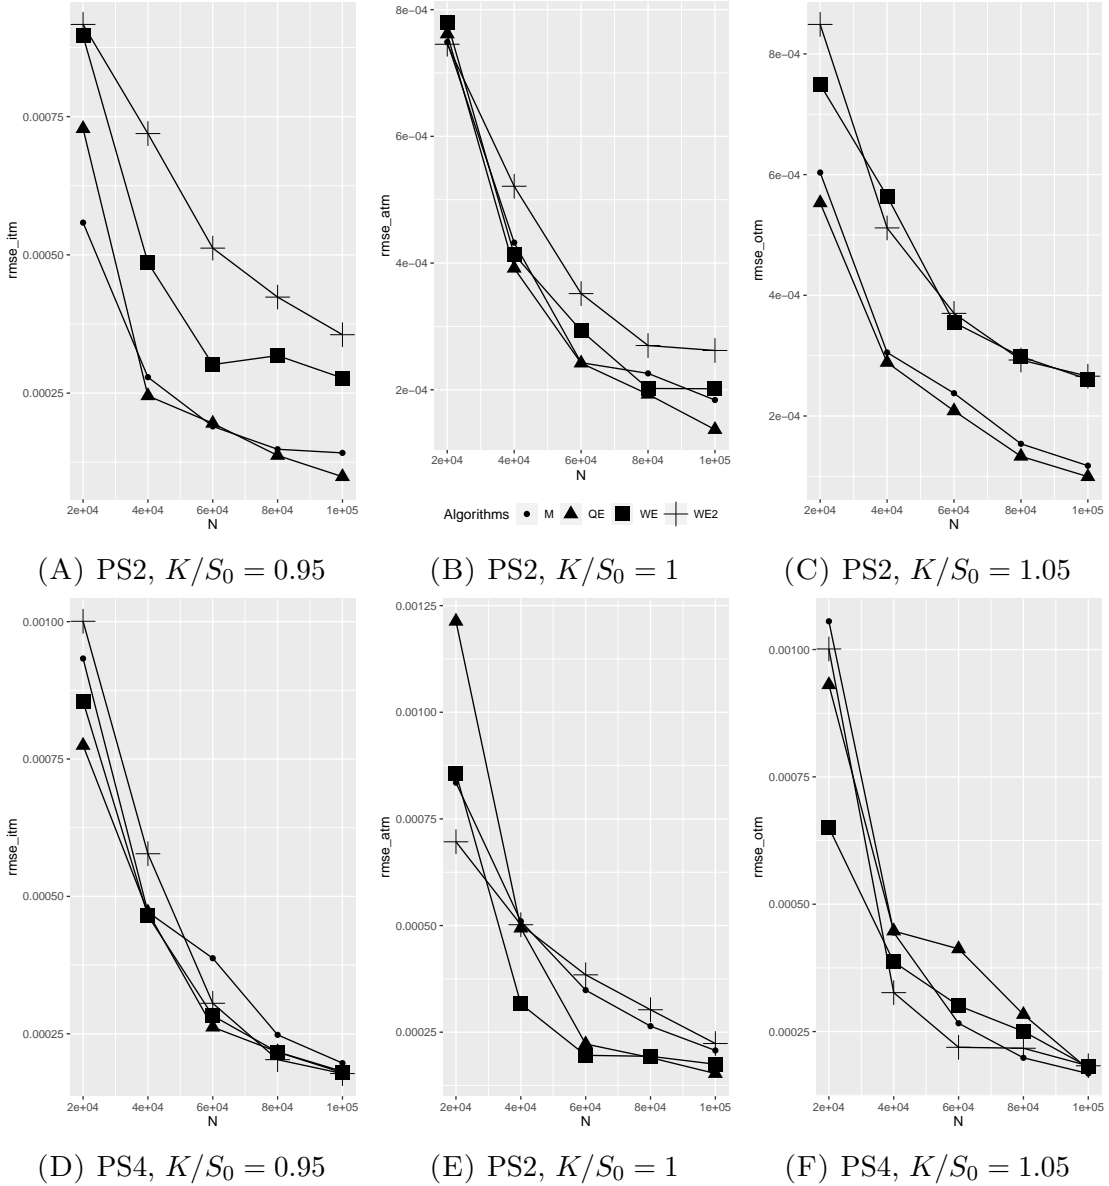 rmse_itm
0.00075
0.00050
0.00025
2e+04 4e+04 6e+04 8e+04 1e+05
N
rmse_atm
8e−04
6e−04
4e−04
2e−04
2e+04 4e+04 6e+04 8e+04 1e+05
N
Algorithms M QE WE WE2
rmse_otm
8e−04
6e−04
4e−04
2e−04
2e+04 4e+04 6e+04 8e+04 1e+05
N
(A) PS2, K/S₀ = 0.95
(B) PS2, K/S₀ = 1
(C) PS2, K/S₀ = 1.05
rmse_itm
0.00100
0.00075
0.00050
0.00025
2e+04 4e+04 6e+04 8e+04 1e+05
N
rmse_atm
0.00125
0.00100
0.00075
0.00050
0.00025
2e+04 4e+04 6e+04 8e+04 1e+05
N
rmse_otm
0.00100
0.00075
0.00050
0.00025
2e+04 4e+04 6e+04 8e+04 1e+05
N
(D) PS4, K/S₀ = 0.95
(E) PS2, K/S₀ = 1
(F) PS4, K/S₀ = 1.05